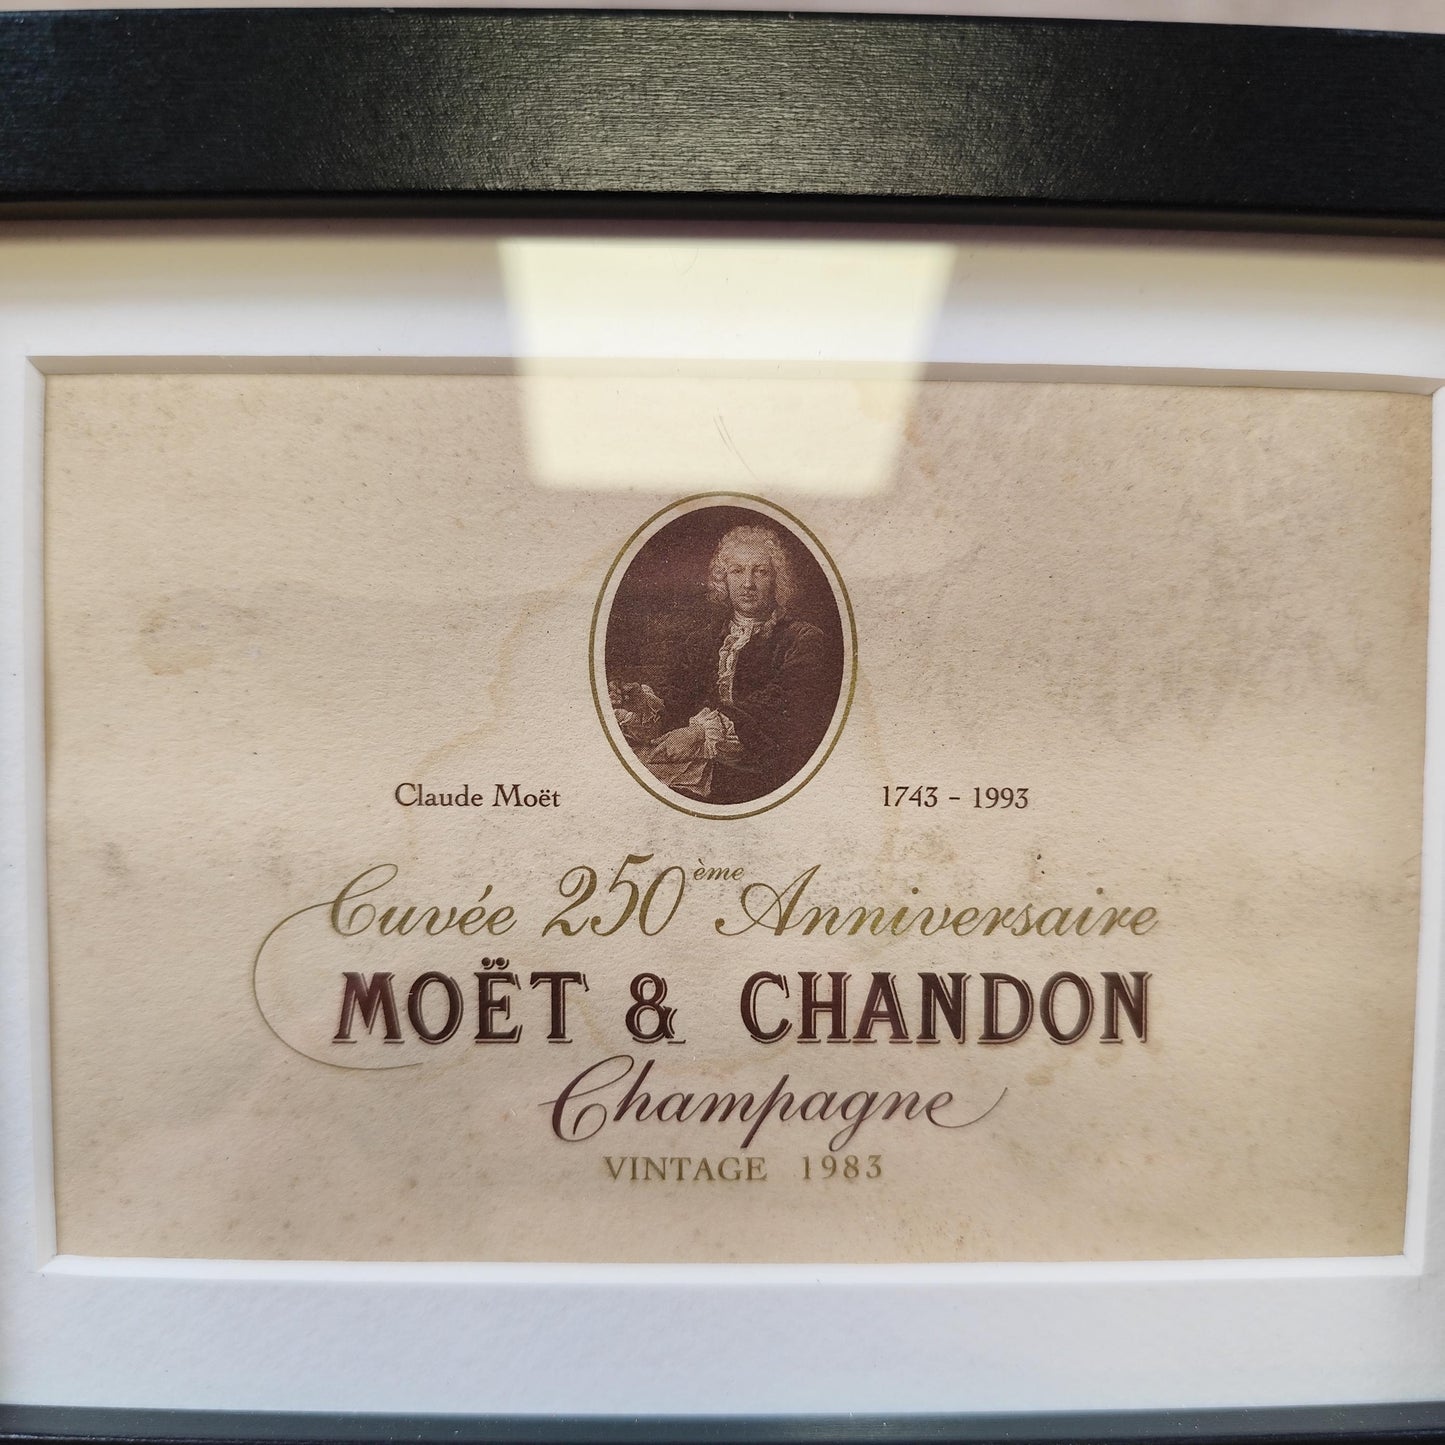 Claude Moët 1743 - 1993
Cuvée 250ème Anniversaire
MOËT & CHANDON
Champagne
VINTAGE 1983